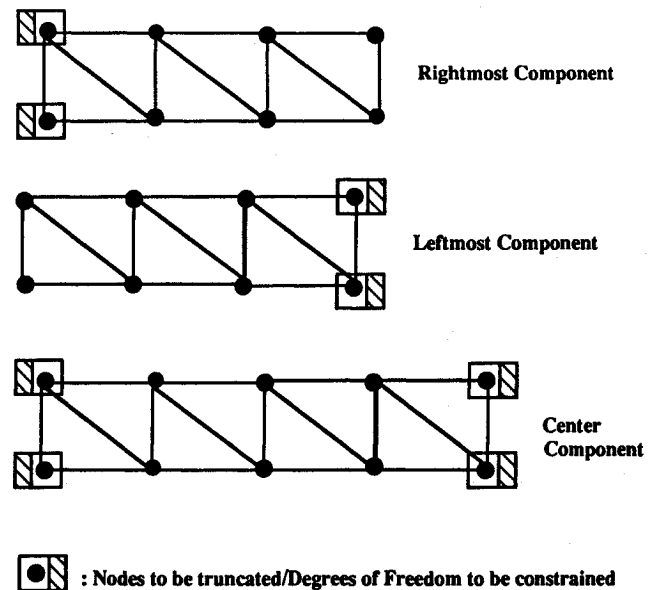 Rightmost Component
Leftmost Component
Center
Component
: Nodes to be truncated/Degrees of Freedom to be constrained